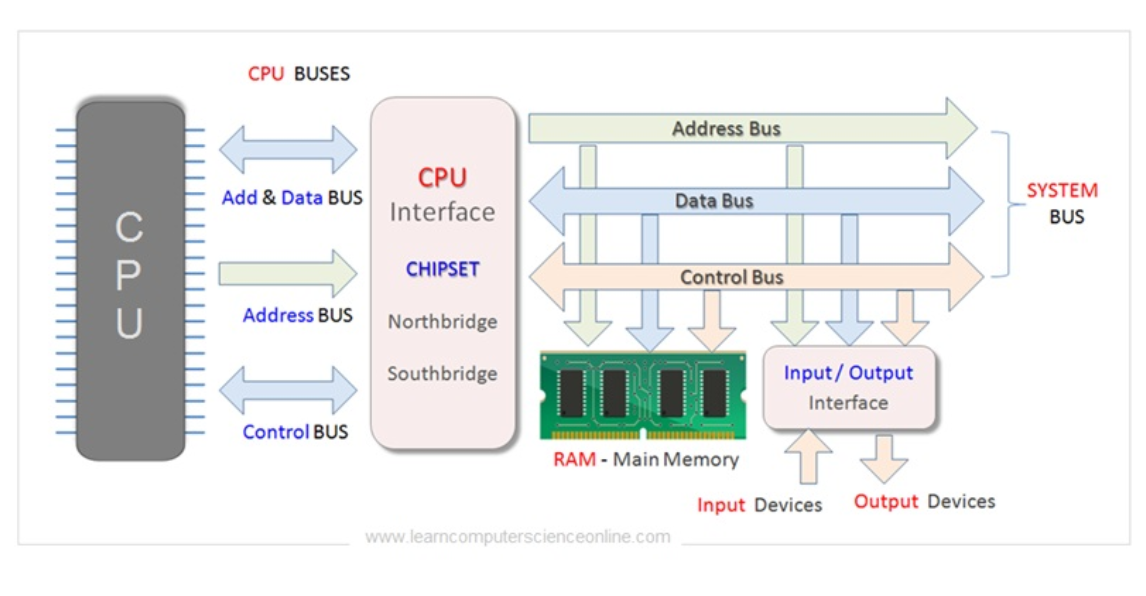 CPU BUSES
C
P
U
Add & Data BUS
Address BUS
Control BUS
CPU
Interface
CHIPSET
Northbridge
Southbridge
Address Bus
Data Bus
Control Bus
SYSTEM
BUS
RAM - Main Memory
Input / Output
Interface
Input Devices
Output Devices
www.learncomputerscienceonline.com